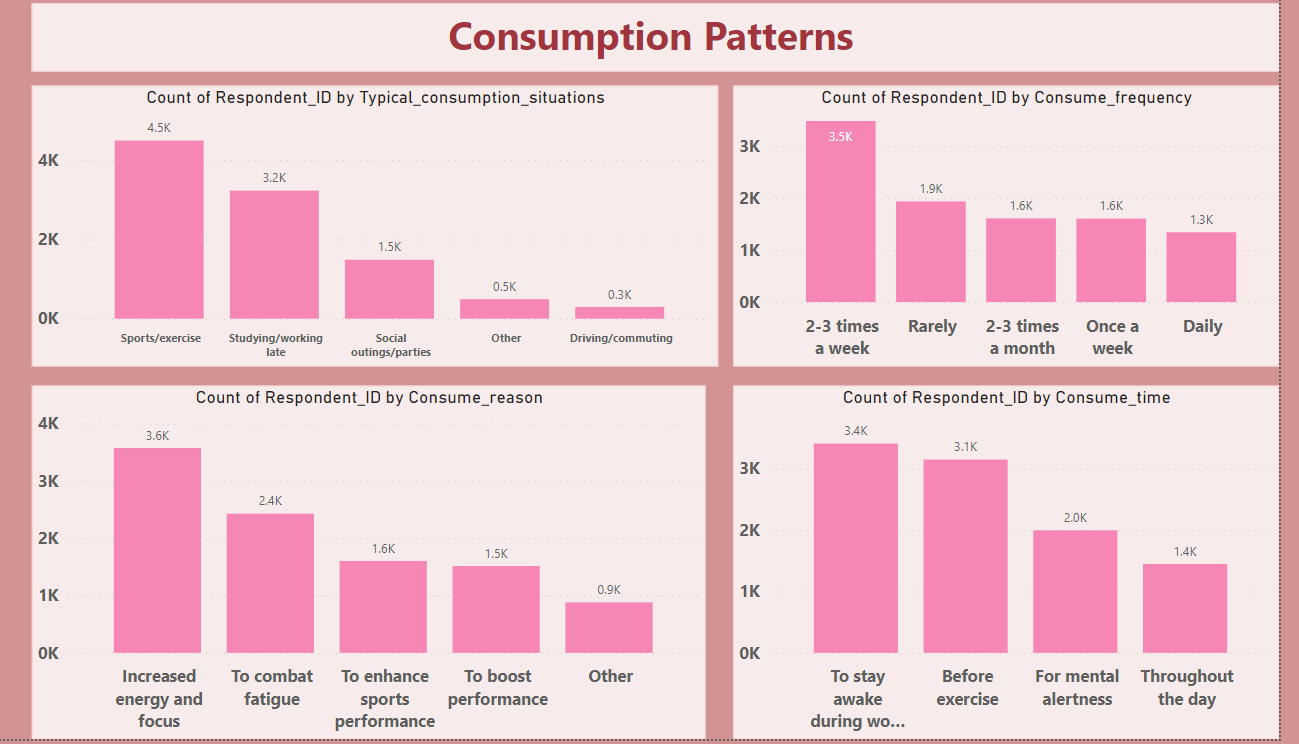 Consumption Patterns
Count of Respondent_ID by Typical_consumption_situations
4K
2K
0K
4.5K
3.2K
1.5K
0.5K
0.3K
Sports/exercise
Studying/working
late
Social
outings/parties
Other
Driving/commuting
Count of Respondent_ID by Consume_frequency
3K
2K
1K
0K
3.5K
1.9K
1.6K
1.6K
1.3K
2-3 times
a week
Rarely
2-3 times
a month
Once a
week
Daily
Count of Respondent_ID by Consume_reason
4K
3K
2K
1K
0K
3.6K
2.4K
1.6K
1.5K
0.9K
Increased
energy and
focus
To combat
fatigue
To enhance
sports
performance
To boost
performance
Other
Count of Respondent_ID by Consume_time
3K
2K
1K
0K
3.4K
3.1K
2.0K
1.4K
To stay
awake
during wo...
Before
exercise
For mental
alertness
Throughout
the day